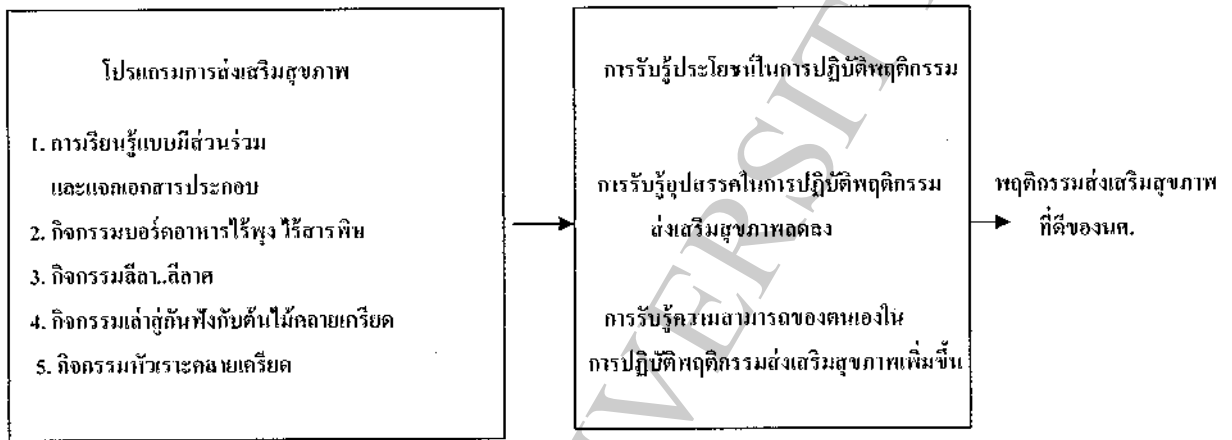 โปรแกรมการส่งเสริมสุขภาพ
1. การเรียนรู้แบบมีส่วนร่วม
และแจกเอกสารประกอบ
2. กิจกรรมบอร์ดอาหารไร้พุง ไร้สารพิษ
3. กิจกรรมลีลา..ลีลาศ
4. กิจกรรมเล่าสู่กันฟังกับต้นไม้คลายเครียด
5. กิจกรรมหัวเราะคลายเครียด
การรับรู้ประโยชน์ในการปฏิบัติพฤติกรรม
การรับรู้อุปสรรคในการปฏิบัติพฤติกรรม
ส่งเสริมสุขภาพลดลง
การรับรู้ความสามารถของตนเองใน
การปฏิบัติพฤติกรรมส่งเสริมสุขภาพเพิ่มขึ้น
พฤติกรรมส่งเสริมสุขภาพ
ที่ดีของนศ.
VERSIT